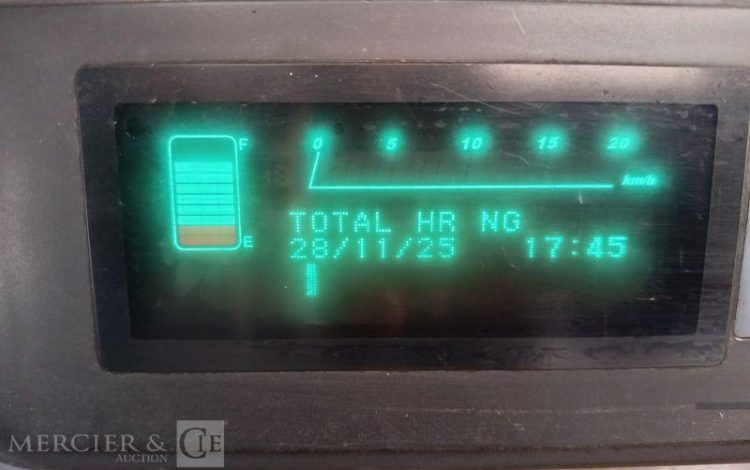 F
0 5 10 15 20
km/h
E
TOTAL HR NG
28/11/25 17:45
MERCIER & CIE
AUCTION